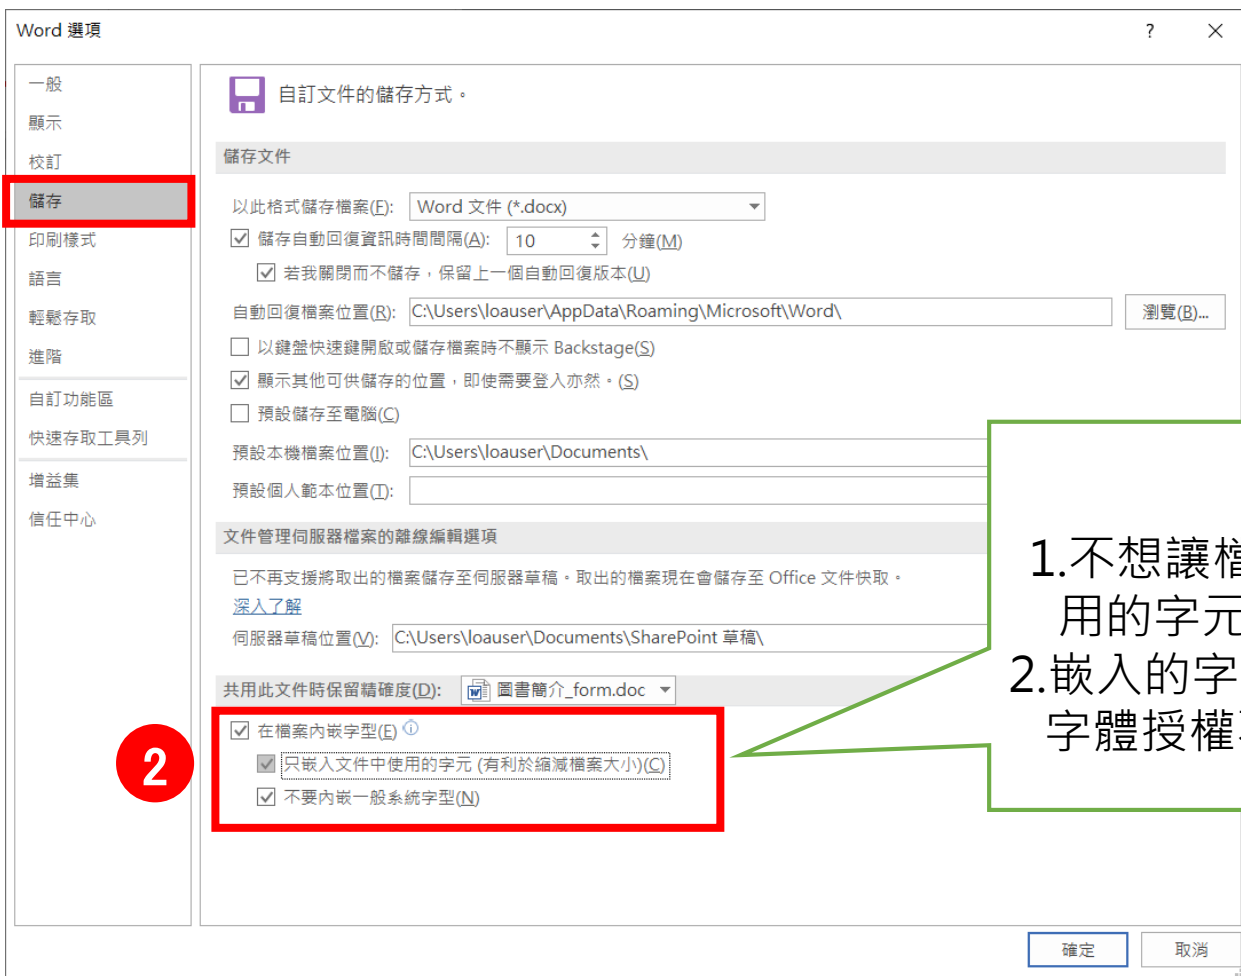 Word 選項
?
一般
顯示
校訂
儲存
印刷樣式
語言
輕鬆存取
進階
自訂功能區
快速存取工具列
增益集
信任中心
自訂文件的儲存方式。
儲存文件
以此格式儲存檔案(F): Word 文件 (*.docx)
儲存自動回復資訊時間間隔(A): 10 分鐘(M)
若我關閉而不儲存，保留上一個自動回復版本(U)
自動回復檔案位置(R): C:\Users\loauser\AppData\Roaming\Microsoft\Word\ 瀏覽(B)...
以鍵盤快速鍵開啟或儲存檔案時不顯示 Backstage(S)
顯示其他可供儲存的位置，即使需要登入亦然。(S)
預設儲存至電腦(C)
預設本機檔案位置(I): C:\Users\loauser\Documents\
預設個人範本位置(T):
文件管理伺服器檔案的離線編輯選項
已不再支援將取出的檔案儲存至伺服器草稿。取出的檔案現在會儲存至 Office 文件快取。
深入了解
伺服器草稿位置(V): C:\Users\loauser\Documents\SharePoint 草稿\
共用此文件時保留精確度(D): 圖書簡介_form.doc
在檔案內嵌字型(E)
只嵌入文件中使用的字元 (有利於縮減檔案大小)(C)
不要內嵌一般系統字型(N)
2
1.不想讓檔
用的字元
2.嵌入的字
字體授權
確定
取消